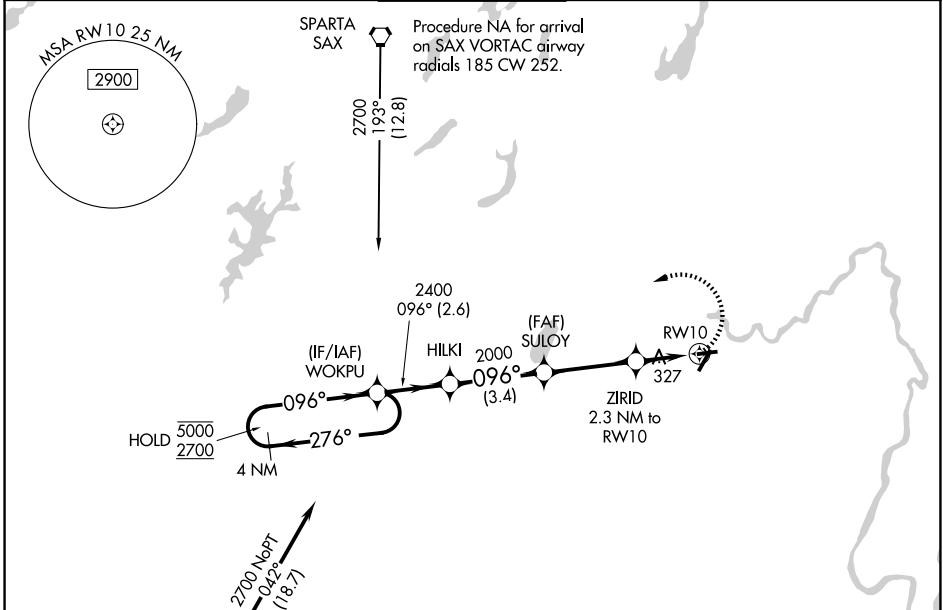 MSA RW10 25 NM
2900
SPARTA
SAX
Procedure NA for arrival
on SAX VORTAC airway
radials 185 CW 252.
2700
193°
(12.8)
2400
096° (2.6)
(IF/IAF)
WOKPU
HILKI
(FAF)
SULOY
2000
096°
(3.4)
RW10
327
ZIRID
2.3 NM to
RW10
096°
276°
HOLD 5000
2700
4 NM
2700 NoPT
042°
(18.7)